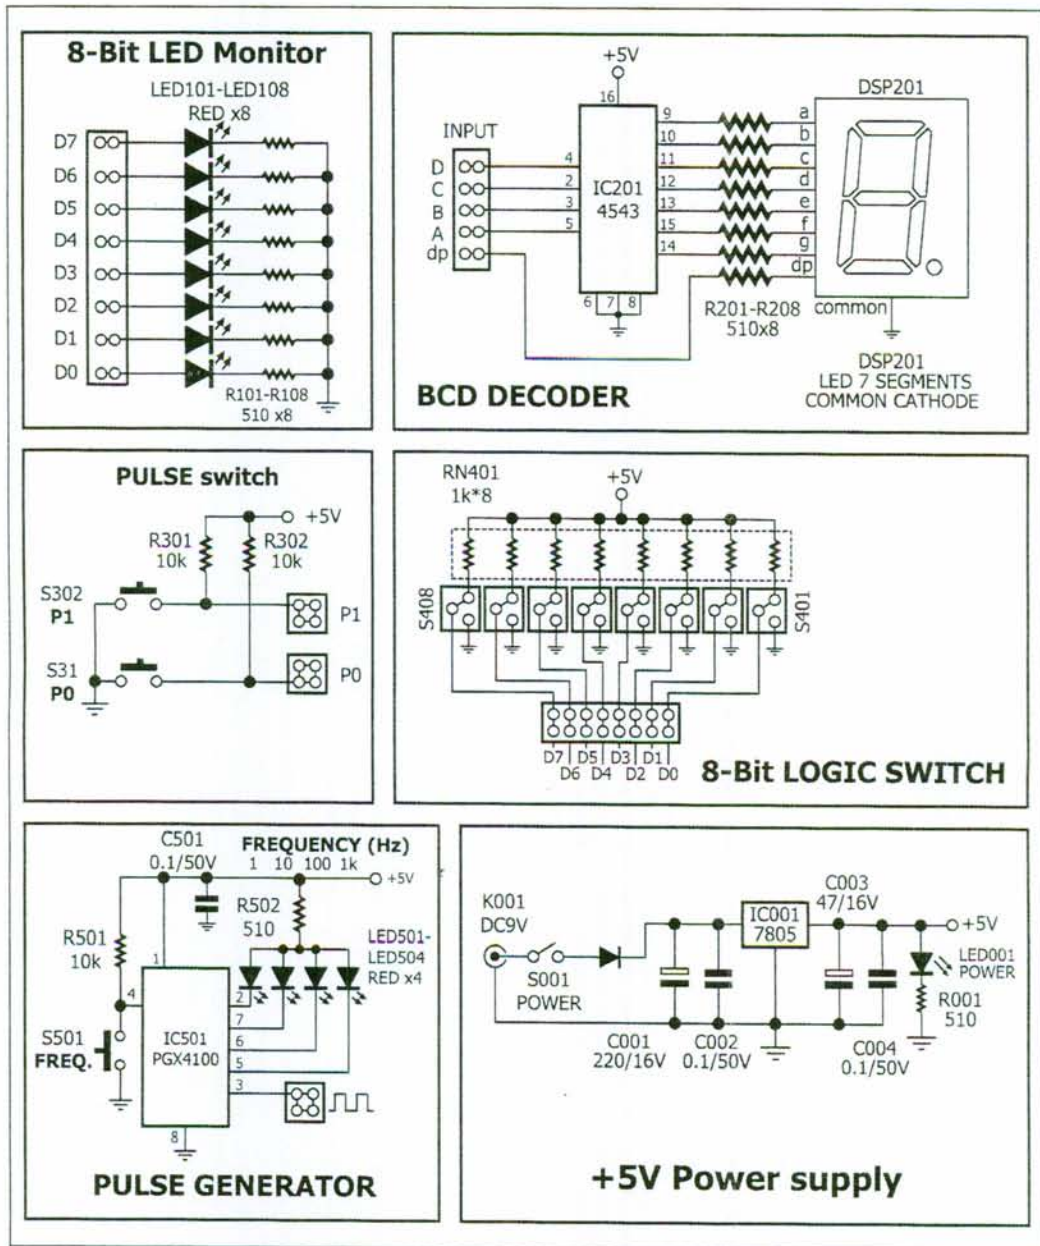 8-Bit LED Monitor
LED101-LED108
RED x8
D7
D6
D5
D4
D3
D2
D1
D0
R101-R108
510 x8
+5V
16
INPUT
D
C
B
A
dp
4
2
3
5
IC201
4543
9
10
11
12
13
15
14
6
7
8
a
b
c
d
e
f
g
dp
DSP201
R201-R208
510x8
common
DSP201
LED 7 SEGMENTS
COMMON CATHODE
BCD DECODER
PULSE switch
+5V
R301
10k
R302
10k
S302
P1
P1
S31
P0
P0
RN401
1k*8
+5V
S408
S401
D7 D5 D3 D1
D6 D4 D2 D0
8-Bit LOGIC SWITCH
C501
0.1/50V
FREQUENCY (Hz)
1 10 100 1k
+5V
R502
510
R501
10k
LED501-
LED504
RED x4
1
4
2
7
6
5
3
8
S501
FREQ.
IC501
PGX4100
PULSE GENERATOR
K001
DC9V
S001
POWER
IC001
7805
C003
47/16V
+5V
LED001
POWER
R001
510
C001
220/16V
C002
0.1/50V
C004
0.1/50V
+5V Power supply